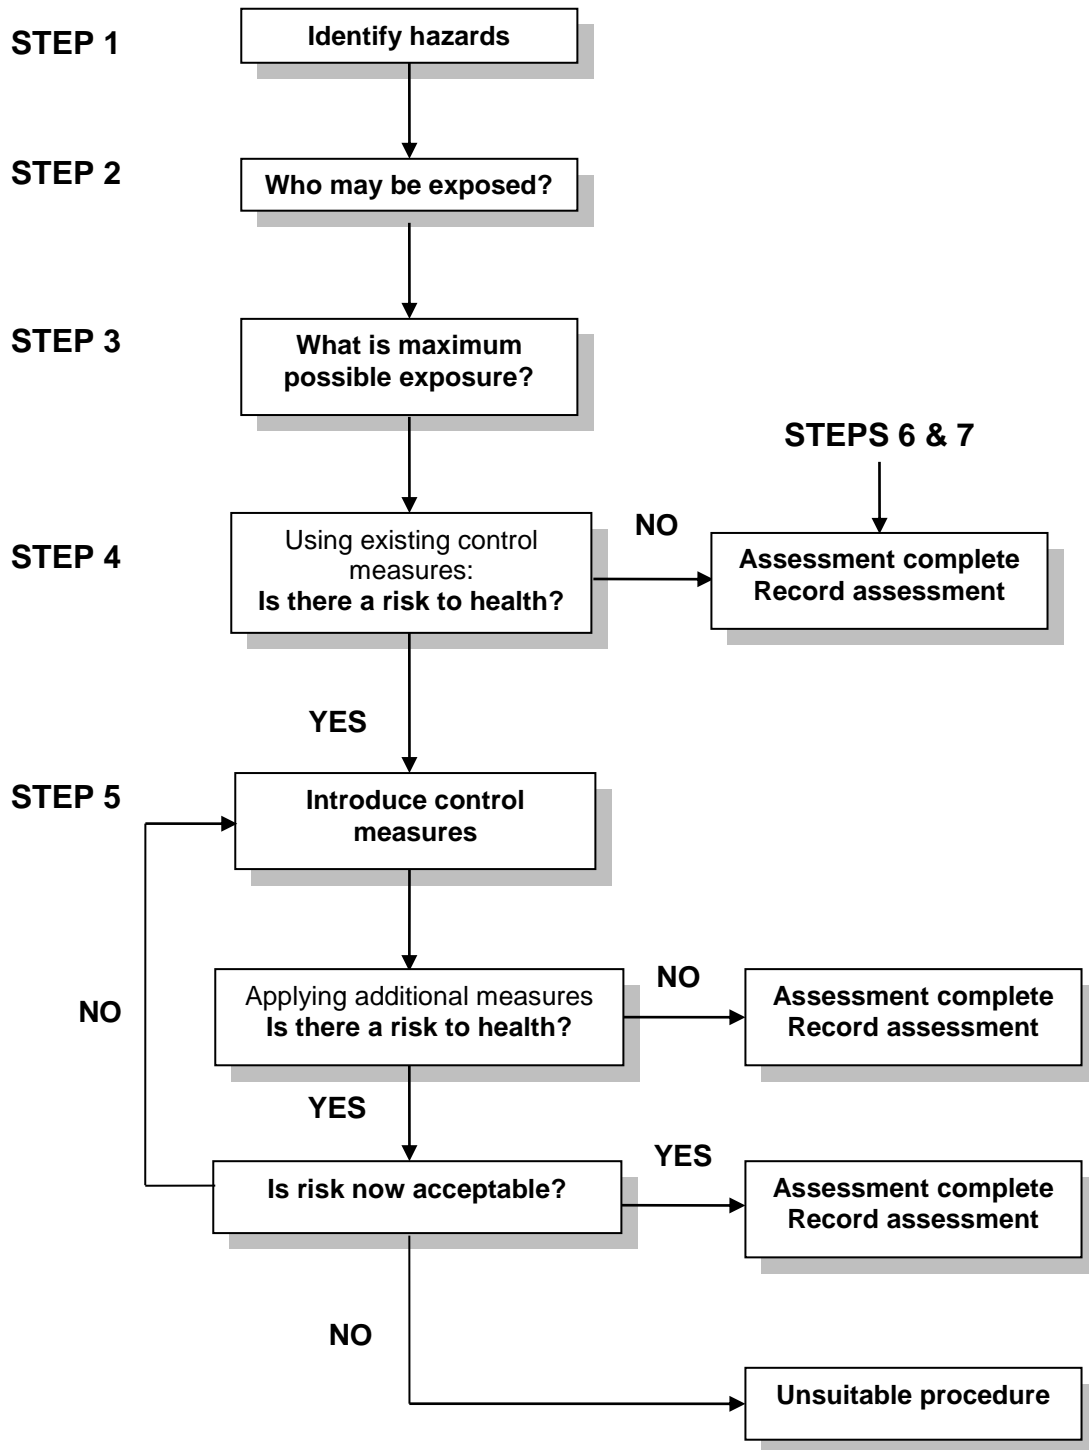 STEP 1
Identify hazards
STEP 2
Who may be exposed?
STEP 3
What is maximum
possible exposure?
STEPS 6 & 7
STEP 4
Using existing control
measures:
Is there a risk to health?
NO
Assessment complete
Record assessment
YES
STEP 5
Introduce control
measures
NO
Applying additional measures
Is there a risk to health?
NO
Assessment complete
Record assessment
YES
Is risk now acceptable?
YES
Assessment complete
Record assessment
NO
Unsuitable procedure